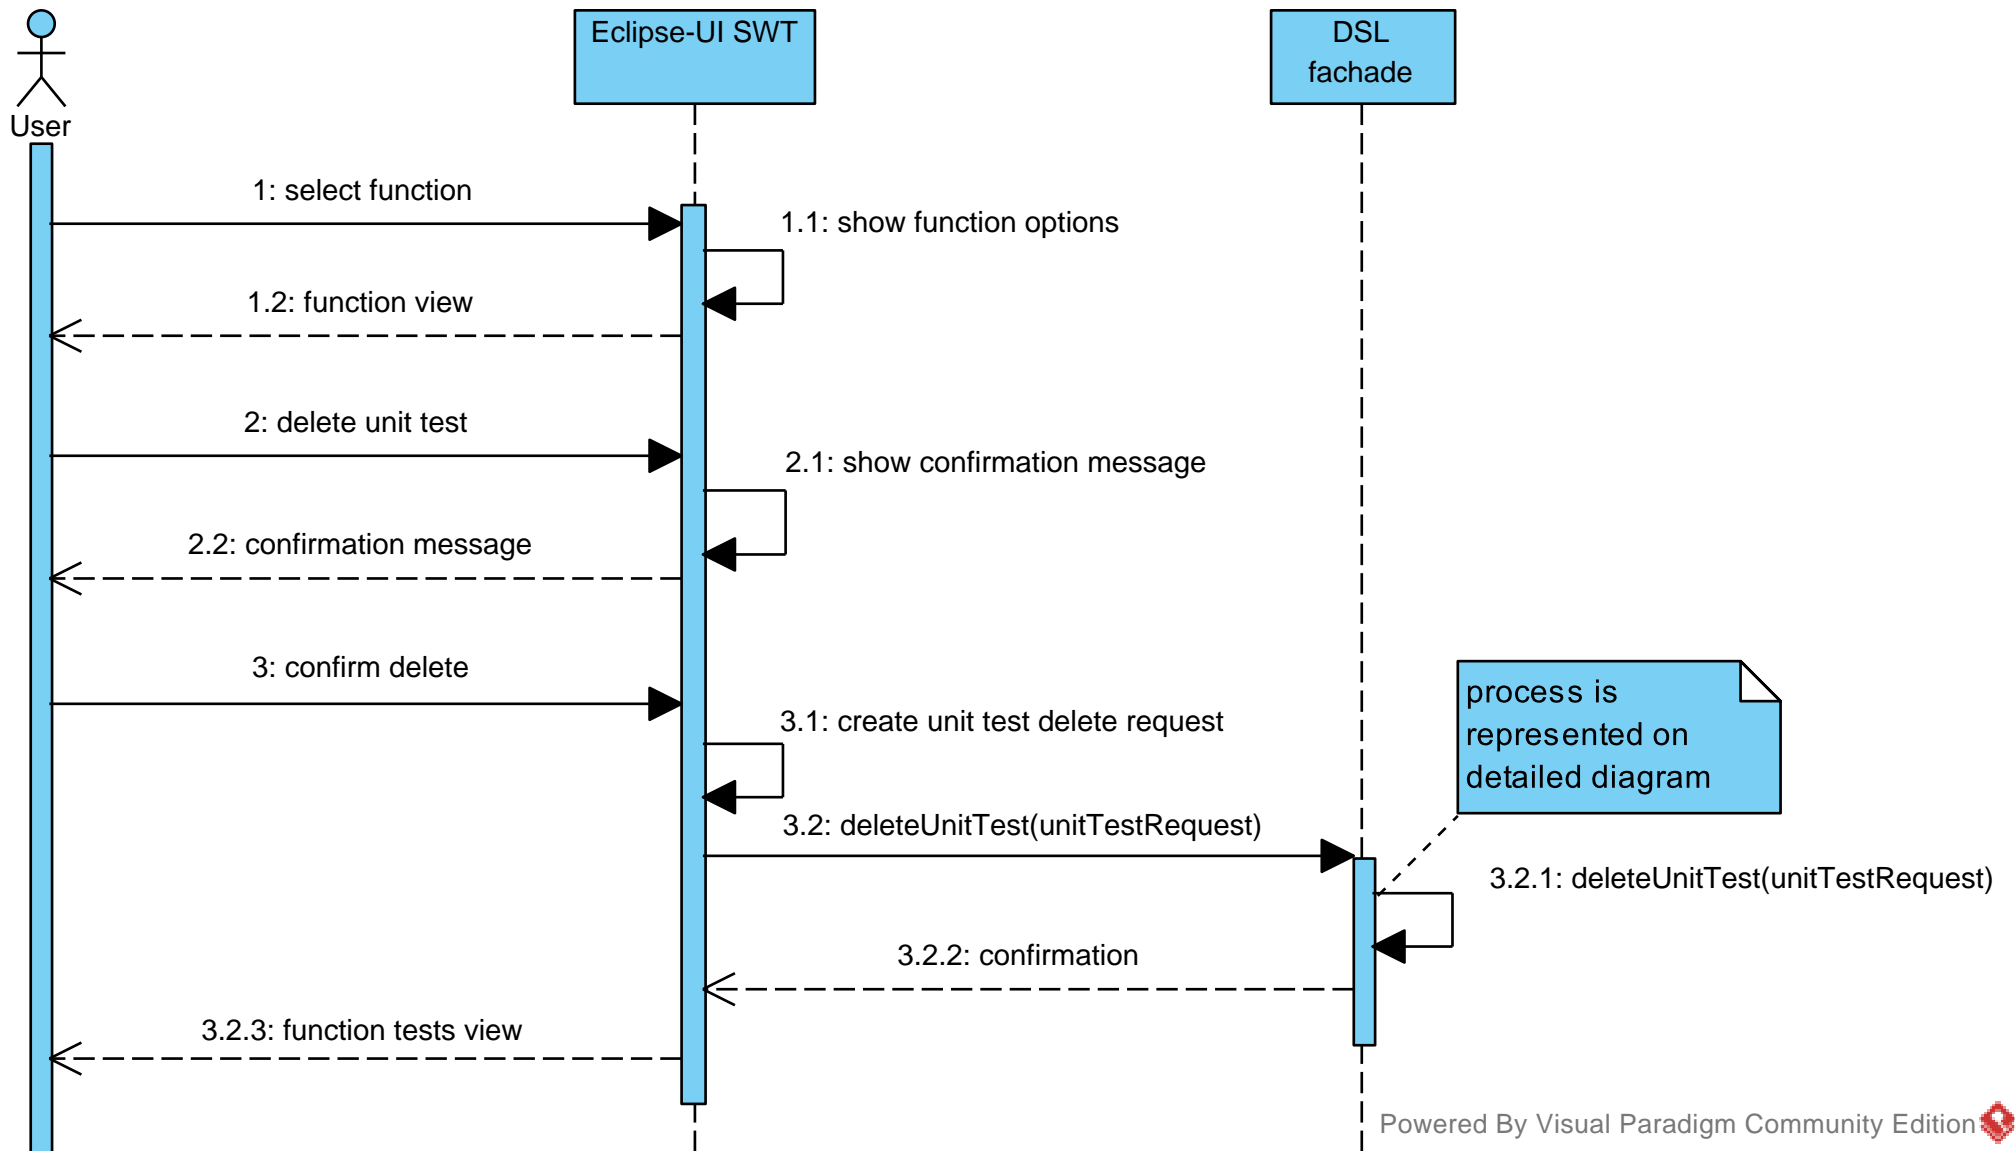 Eclipse-UI SWT
DSL
fachade
User
1: select function
1.1: show function options
1.2: function view
2: delete unit test
2.1: show confirmation message
2.2: confirmation message
3: confirm delete
process is
represented on
detailed diagram
3.1: create unit test delete request
3.2: deleteUnitTest(unitTestRequest)
3.2.1: deleteUnitTest(unitTestRequest)
3.2.2: confirmation
3.2.3: function tests view
Powered By Visual Paradigm Community Edition